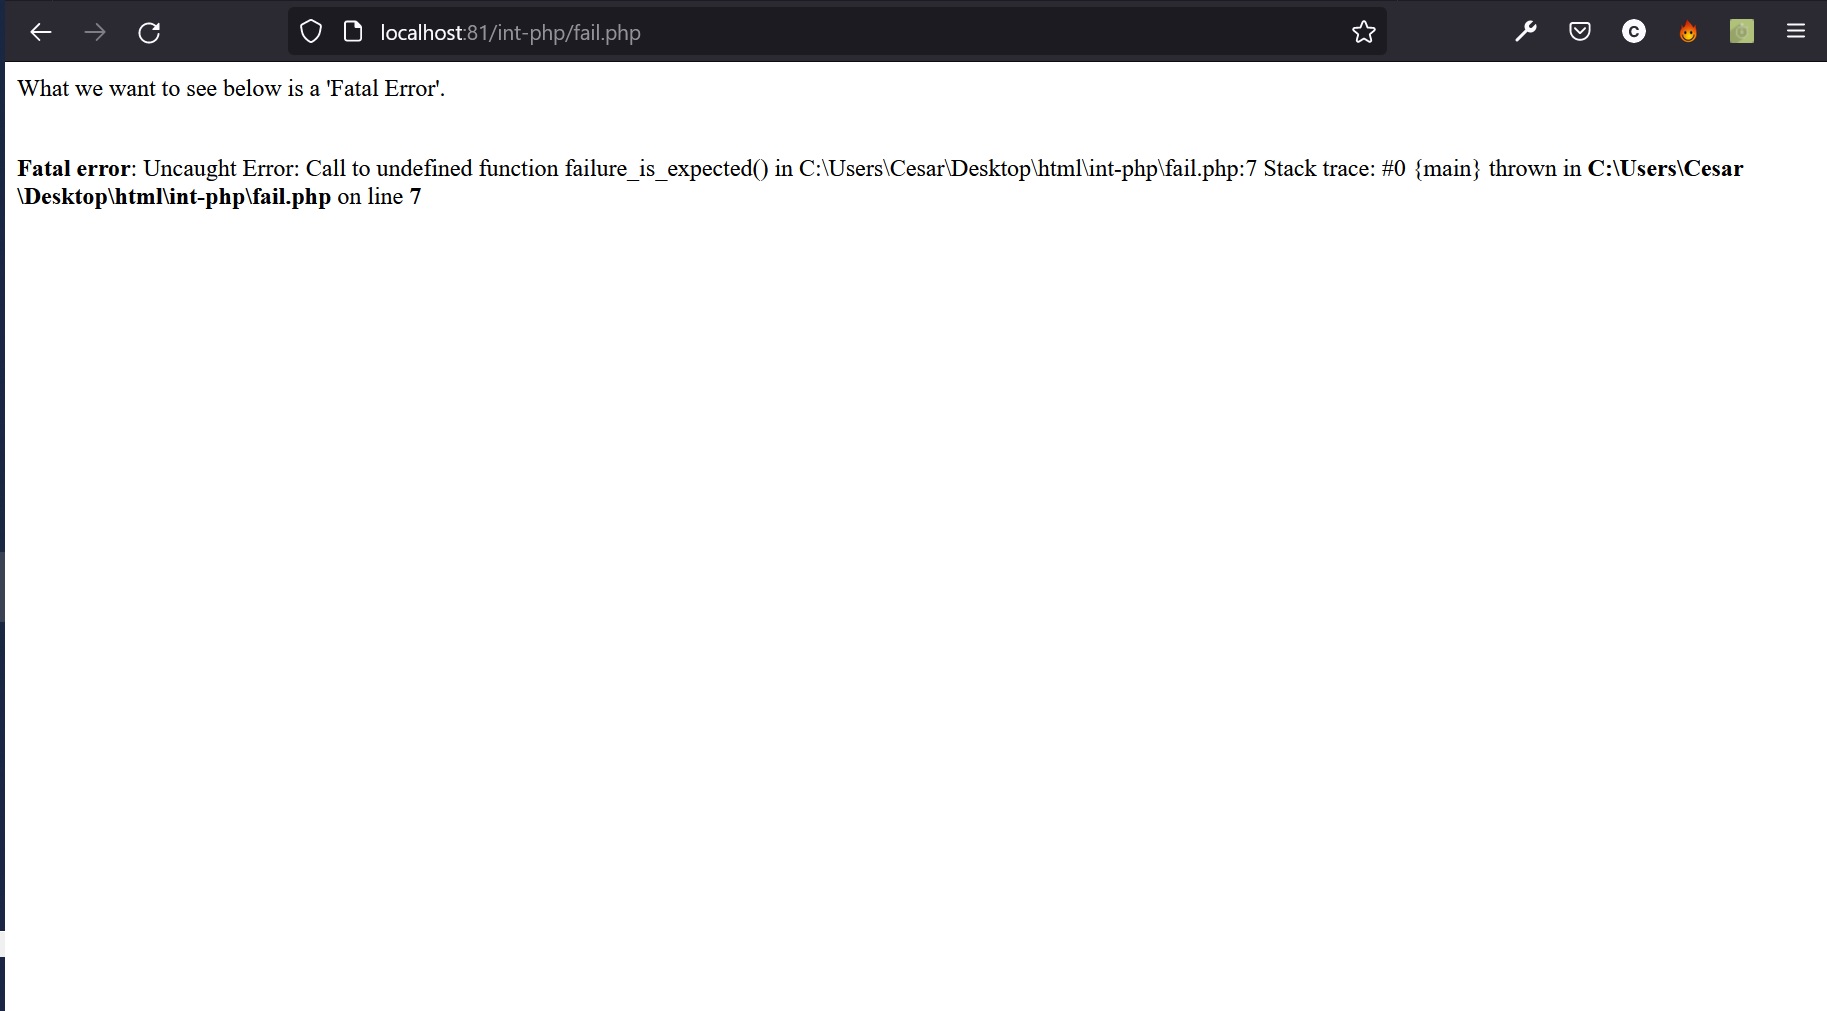 localhost:81/int-php/fail.php
C
What we want to see below is a 'Fatal Error'.
Fatal error: Uncaught Error: Call to undefined function failure_is_expected() in C:\Users\Cesar\Desktop\html\int-php\fail.php:7 Stack trace: #0 {main} thrown in C:\Users\Cesar
\Desktop\html\int-php\fail.php on line 7